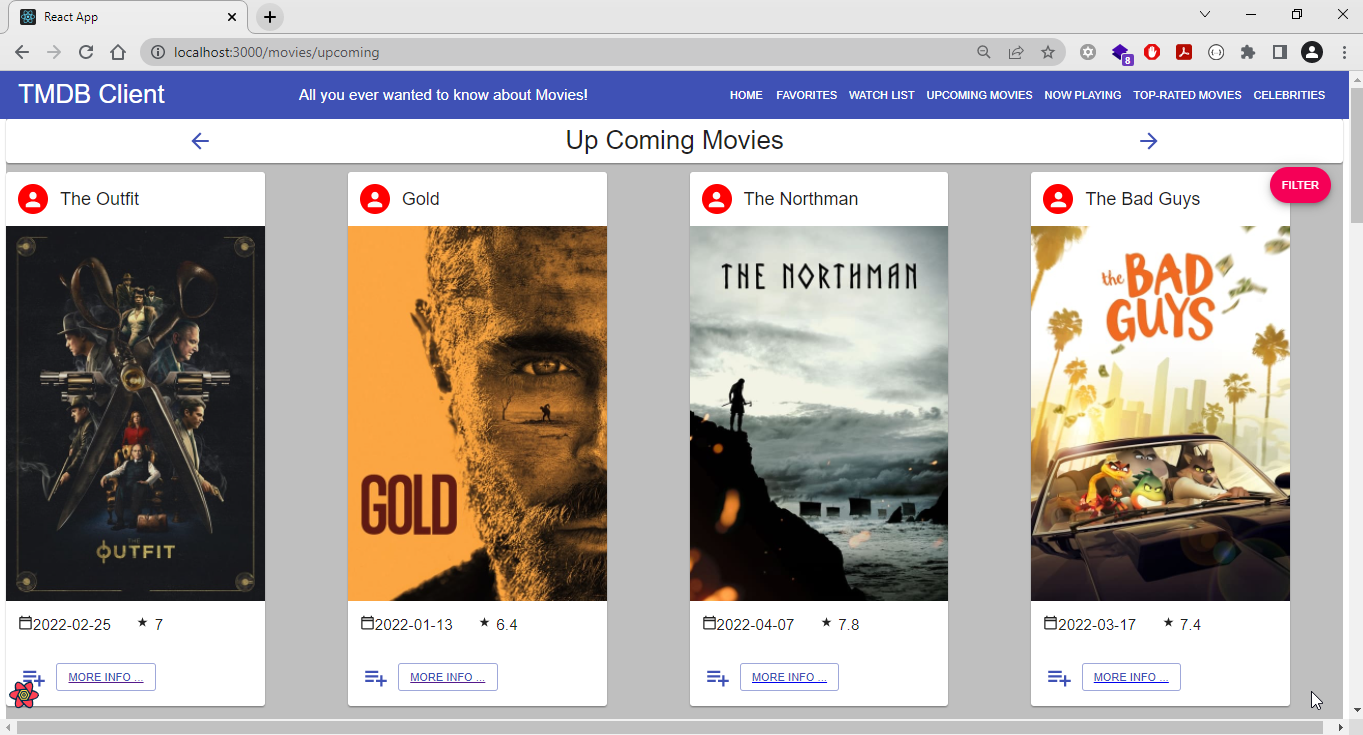 React App
localhost:3000/movies/upcoming
8
TMDB Client
All you ever wanted to know about Movies!
HOME FAVORITES WATCH LIST UPCOMING MOVIES NOW PLAYING TOP-RATED MOVIES CELEBRITIES
Up Coming Movies
FILTER
The Outfit
Gold
The Northman
The Bad Guys
THE OUTFIT
GOLD
THE NORTHMAN
the BAD GUYS
2022-02-25 ★ 7
2022-01-13 ★ 6.4
2022-04-07 ★ 7.8
2022-03-17 ★ 7.4
MORE INFO ...
MORE INFO ...
MORE INFO ...
MORE INFO ...